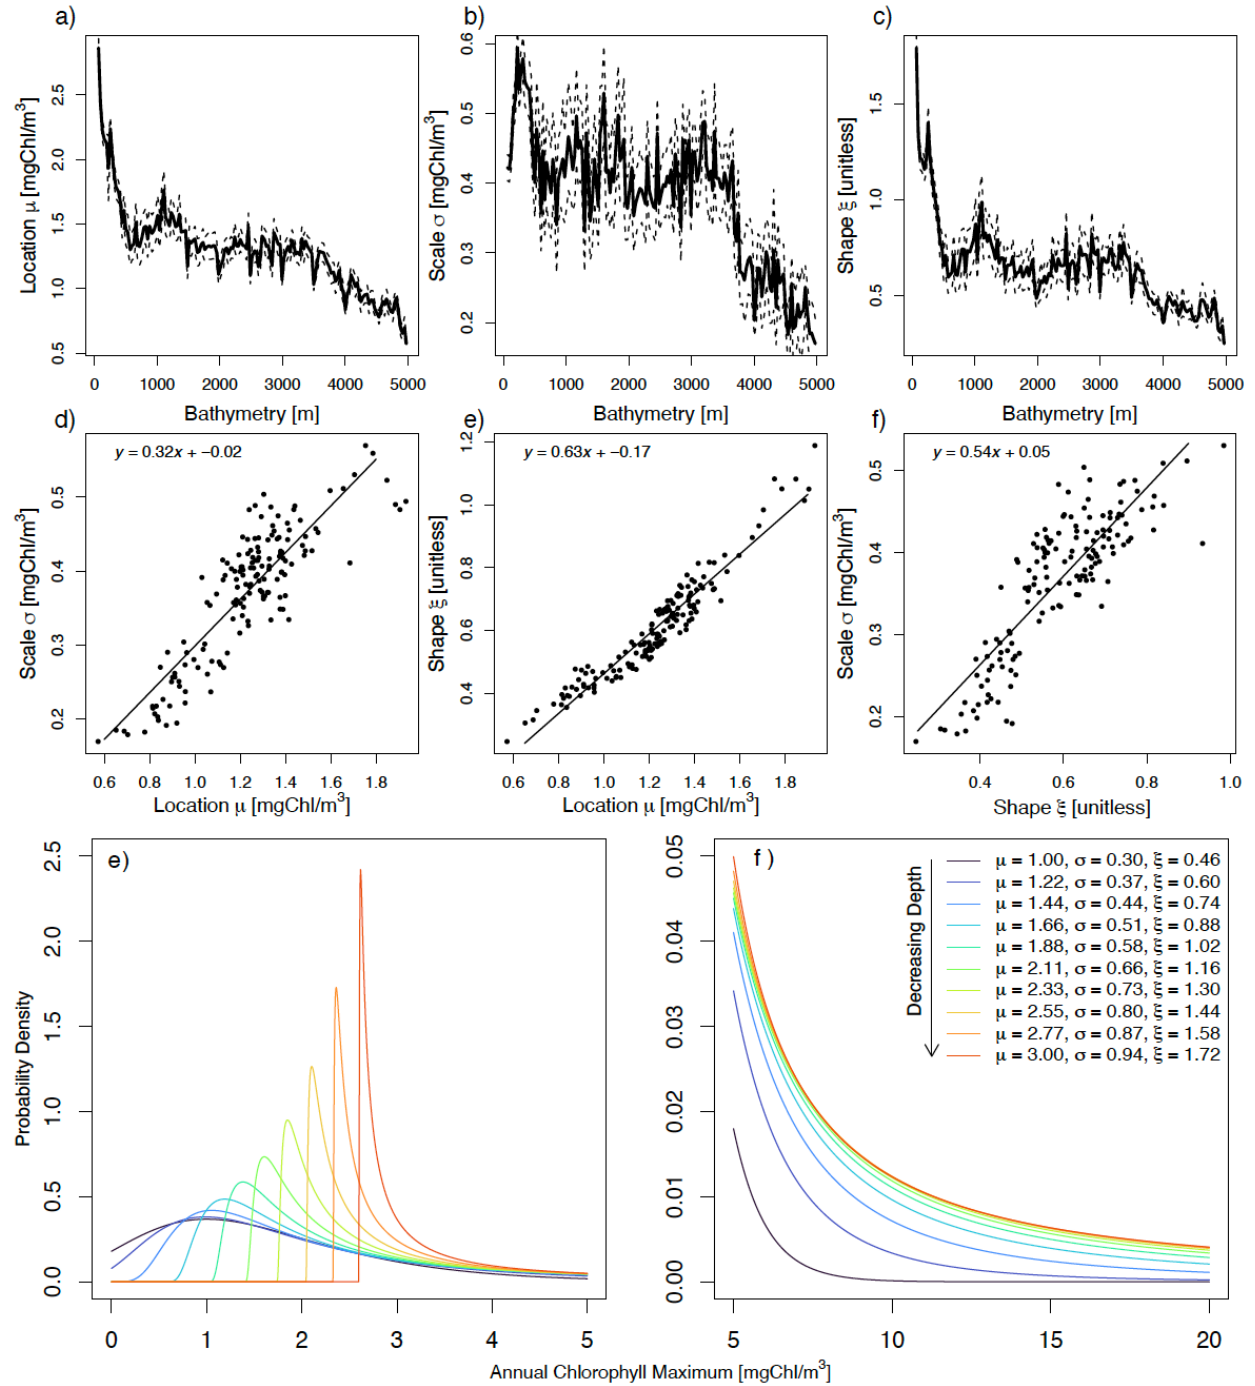 a)
Location μ [mgChl/m³]
0.5 1.0 1.5 2.0 2.5
0 1000 2000 3000 4000 5000
Bathymetry [m]
b)
Scale σ [mgChl/m³]
0.2 0.3 0.4 0.5 0.6
0 1000 2000 3000 4000 5000
Bathymetry [m]
c)
Shape ξ [unitless]
0.5 1.0 1.5
0 1000 2000 3000 4000 5000
Bathymetry [m]
d)
y = 0.32x + −0.02
Scale σ [mgChl/m³]
0.2 0.3 0.4 0.5
0.6 0.8 1.0 1.2 1.4 1.6 1.8
Location μ [mgChl/m³]
e)
y = 0.63x + −0.17
Shape ξ [unitless]
0.4 0.6 0.8 1.0 1.2
0.6 0.8 1.0 1.2 1.4 1.6 1.8
Location μ [mgChl/m³]
f)
y = 0.54x + 0.05
Scale σ [mgChl/m³]
0.2 0.3 0.4 0.5
0.4 0.6 0.8 1.0
Shape ξ [unitless]
e)
Probability Density
0.0 0.5 1.0 1.5 2.0 2.5
0 1 2 3 4 5
f)
0.00 0.01 0.02 0.03 0.04 0.05
5 10 15 20
Decreasing Depth
μ = 1.00, σ = 0.30, ξ = 0.46
μ = 1.22, σ = 0.37, ξ = 0.60
μ = 1.44, σ = 0.44, ξ = 0.74
μ = 1.66, σ = 0.51, ξ = 0.88
μ = 1.88, σ = 0.58, ξ = 1.02
μ = 2.11, σ = 0.66, ξ = 1.16
μ = 2.33, σ = 0.73, ξ = 1.30
μ = 2.55, σ = 0.80, ξ = 1.44
μ = 2.77, σ = 0.87, ξ = 1.58
μ = 3.00, σ = 0.94, ξ = 1.72
Annual Chlorophyll Maximum [mgChl/m³]